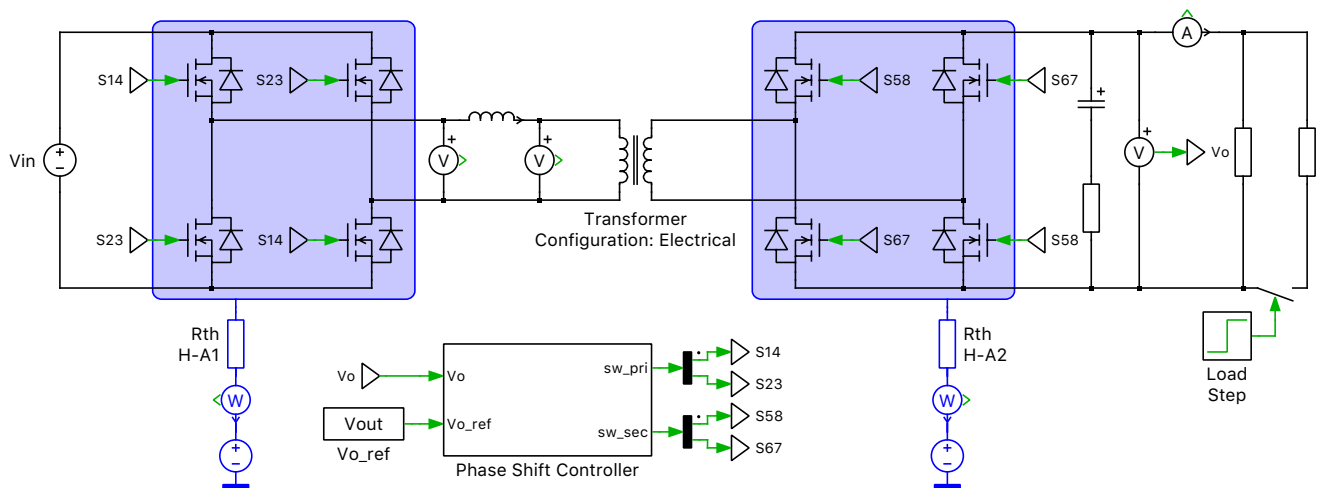 A
S14
S23
S58
S67
+
+
+
+
Vin
+
−
V
V
V
Vo
S23
S14
Transformer
Configuration: Electrical
S67
S58
Rth
H-A1
Rth
H-A2
Load
Step
Vo
Vo
sw_pri
S14
S23
W
W
Vout
Vo_ref
Vo_ref
sw_sec
S58
S67
Phase Shift Controller
+
−
+
−